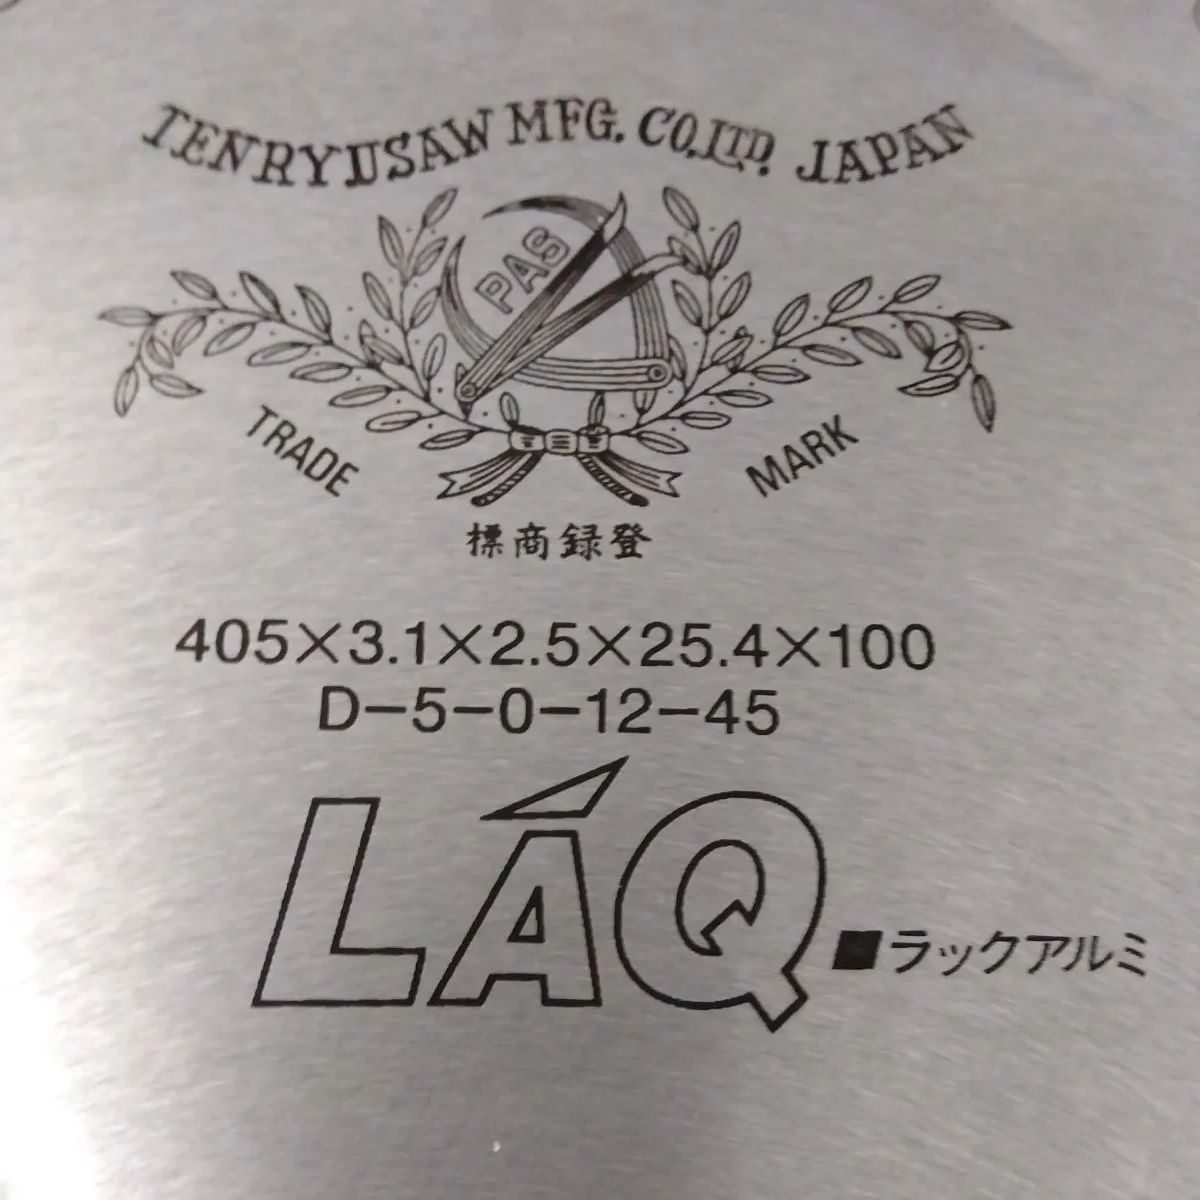 TENRYUSAW MFG. CO.LTD. JAPAN
PAS
TRADE MARK
標商録登
405×3.1×2.5×25.4×100
D-5-0-12-45
LÁQ
■ラックアルミ